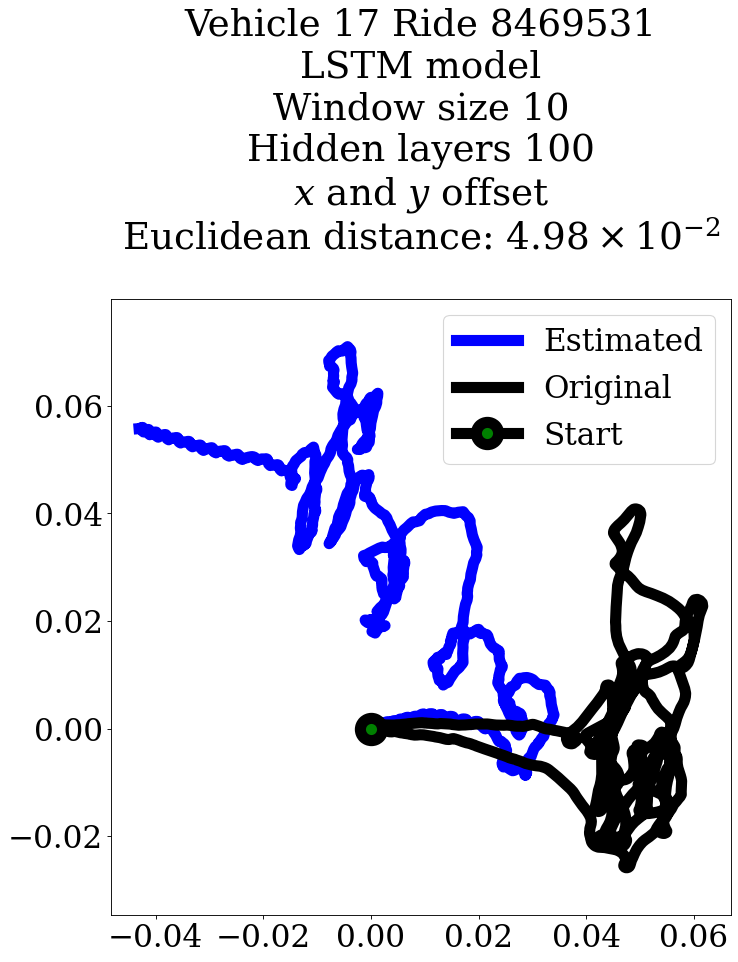 Vehicle 17 Ride 8469531
LSTM model
Window size 10
Hidden layers 100
x and y offset
Euclidean distance: 4.98 × 10⁻²
Estimated
Original
Start
0.06
0.04
0.02
0.00
−0.02
−0.04 −0.02 0.00 0.02 0.04 0.06